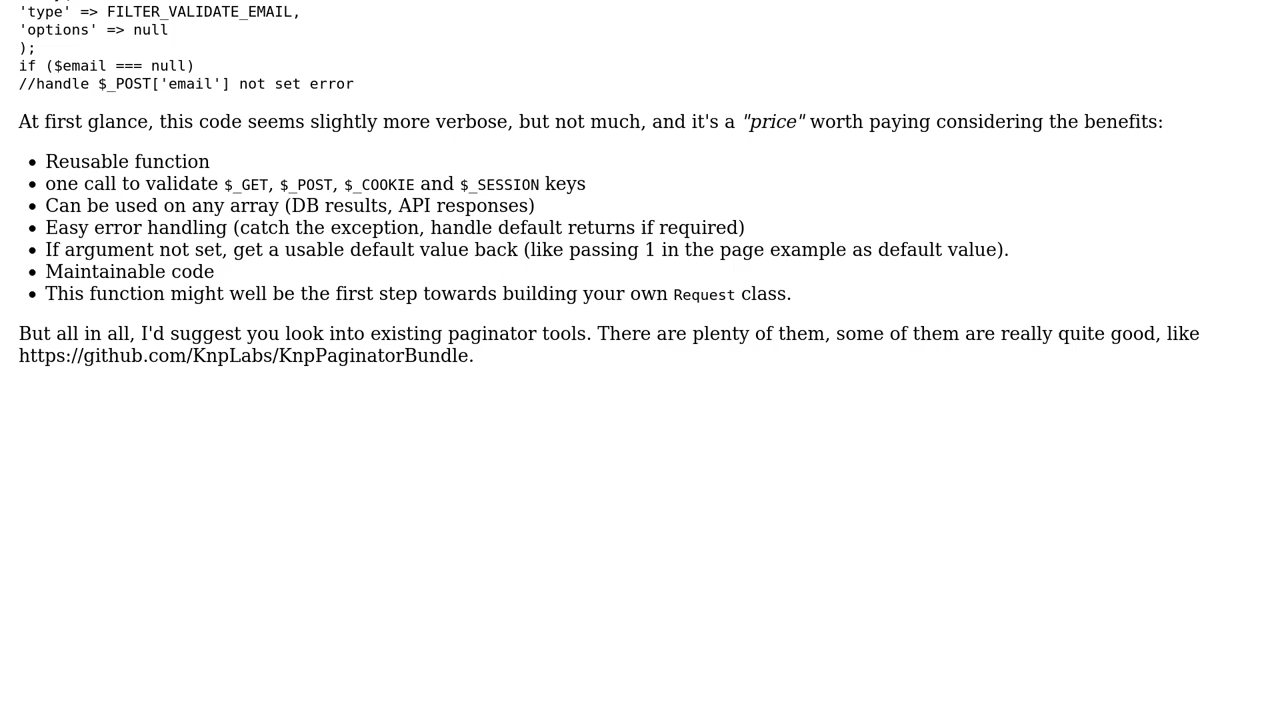 'type' => FILTER_VALIDATE_EMAIL,
'options' => null
);
if ($email === null)
//handle $_POST['email'] not set error
At first glance, this code seems slightly more verbose, but not much, and it's a "price" worth paying considering the benefits:
• Reusable function
• one call to validate $_GET, $_POST, $_COOKIE and $_SESSION keys
• Can be used on any array (DB results, API responses)
• Easy error handling (catch the exception, handle default returns if required)
• If argument not set, get a usable default value back (like passing 1 in the page example as default value).
• Maintainable code
• This function might well be the first step towards building your own Request class.
But all in all, I'd suggest you look into existing paginator tools. There are plenty of them, some of them are really quite good, like
https://github.com/KnpLabs/KnpPaginatorBundle.